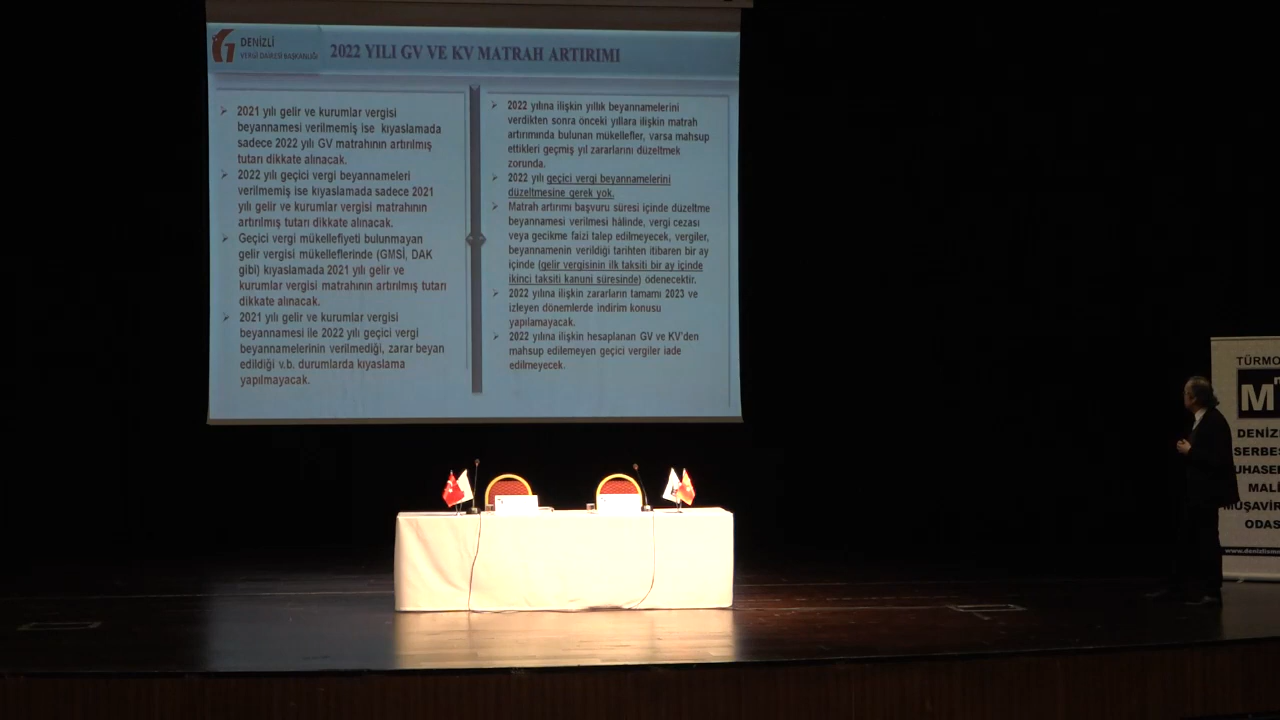 DENİZLİ
VERGİ DAİRESİ BAŞKANLIĞI
2022 YILI GV VE KV MATRAH ARTIRIMI
➢ 2021 yılı gelir ve kurumlar vergisi
beyannamesi verilmemiş ise kıyaslamada
sadece 2022 yılı GV matrahının artırılmış
tutarı dikkate alınacak.
➢ 2022 yılı geçici vergi beyannameleri
verilmemiş ise kıyaslamada sadece 2021
yılı gelir ve kurumlar vergisi matrahının
artırılmış tutarı dikkate alınacak.
➢ Geçici vergi mükellefiyeti bulunmayan
gelir vergisi mükelleflerinde (GMSİ, DAK
gibi) kıyaslamada 2021 yılı gelir ve
kurumlar vergisi matrahının artırılmış tutarı
dikkate alınacak.
➢ 2021 yılı gelir ve kurumlar vergisi
beyannamesi ile 2022 yılı geçici vergi
beyannamelerinin verilmediği, zarar beyan
edildiği v.b. durumlarda kıyaslama
yapılmayacak.
➢ 2022 yılına ilişkin yıllık beyannamelerini
verdikten sonra önceki yıllara ilişkin matrah
artırımında bulunan mükellefler, varsa mahsup
ettikleri geçmiş yıl zararlarını düzeltmek
zorunda.
➢ 2022 yılı geçici vergi beyannamelerini
düzeltmesine gerek yok.
➢ Matrah artırımı başvuru süresi içinde düzeltme
beyannamesi verilmesi hâlinde, vergi cezası
veya gecikme faizi talep edilmeyecek, vergiler,
beyannamenin verildiği tarihten itibaren bir ay
içinde (gelir vergisinin ilk taksiti bir ay içinde
ikinci taksiti kanuni süresinde) ödenecektir.
➢ 2022 yılına ilişkin zararların tamamı 2023 ve
izleyen dönemlerde indirim konusu
yapılamayacak.
➢ 2022 yılına ilişkin hesaplanan GV ve KV'den
mahsup edilemeyen geçici vergiler iade
edilmeyecek.
TÜRMO
M
DENİZ
SERBES
UHASE
MALİ
MÜŞAVİR
ODAS
www.denizlism